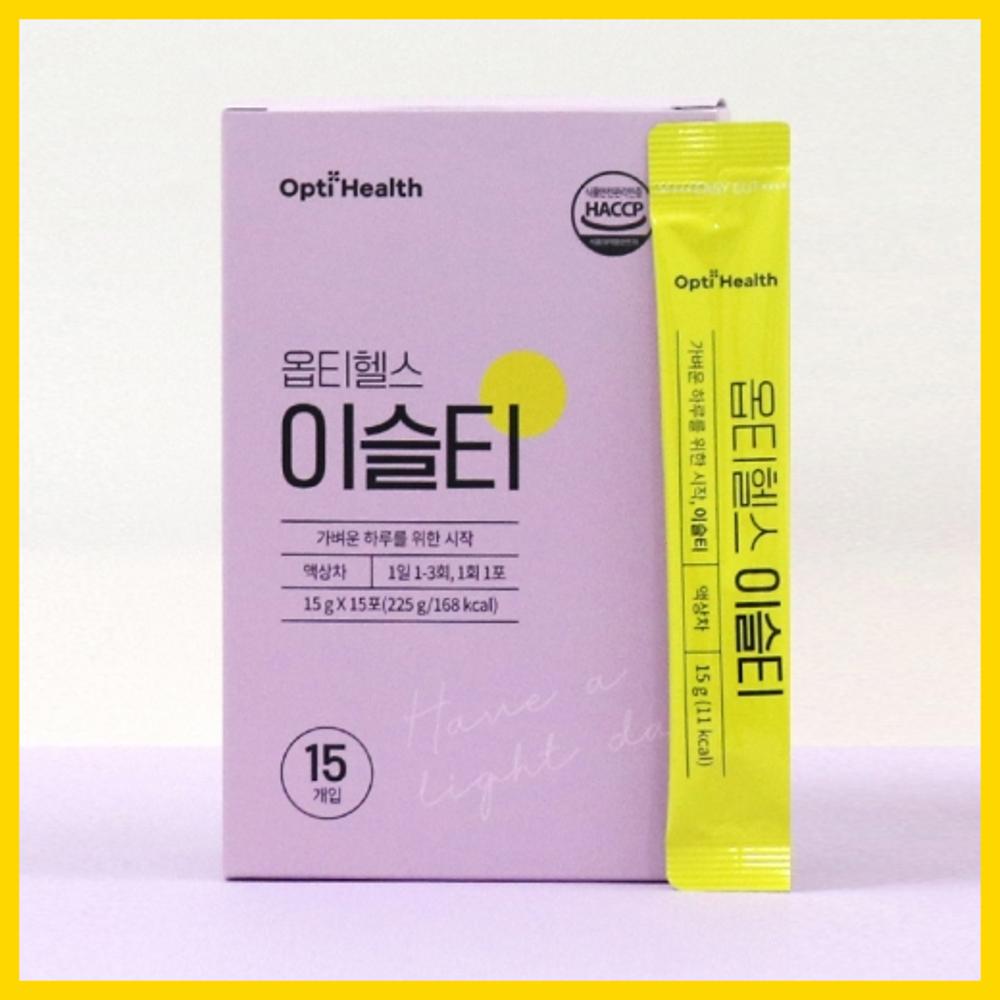 Opti Health
HACCP
옵티헬스
이슬티
가벼운 하루를 위한 시작
액상차
1일 1-3회, 1회 1포
15 g X 15포(225 g/168 kcal)
Have a
light da
15
개입
EASY CUT
Opti Health
옵티헬스 이슬티
가벼운 하루를 위한 시작, 이슬티
액상차
15 g (11 kcal)